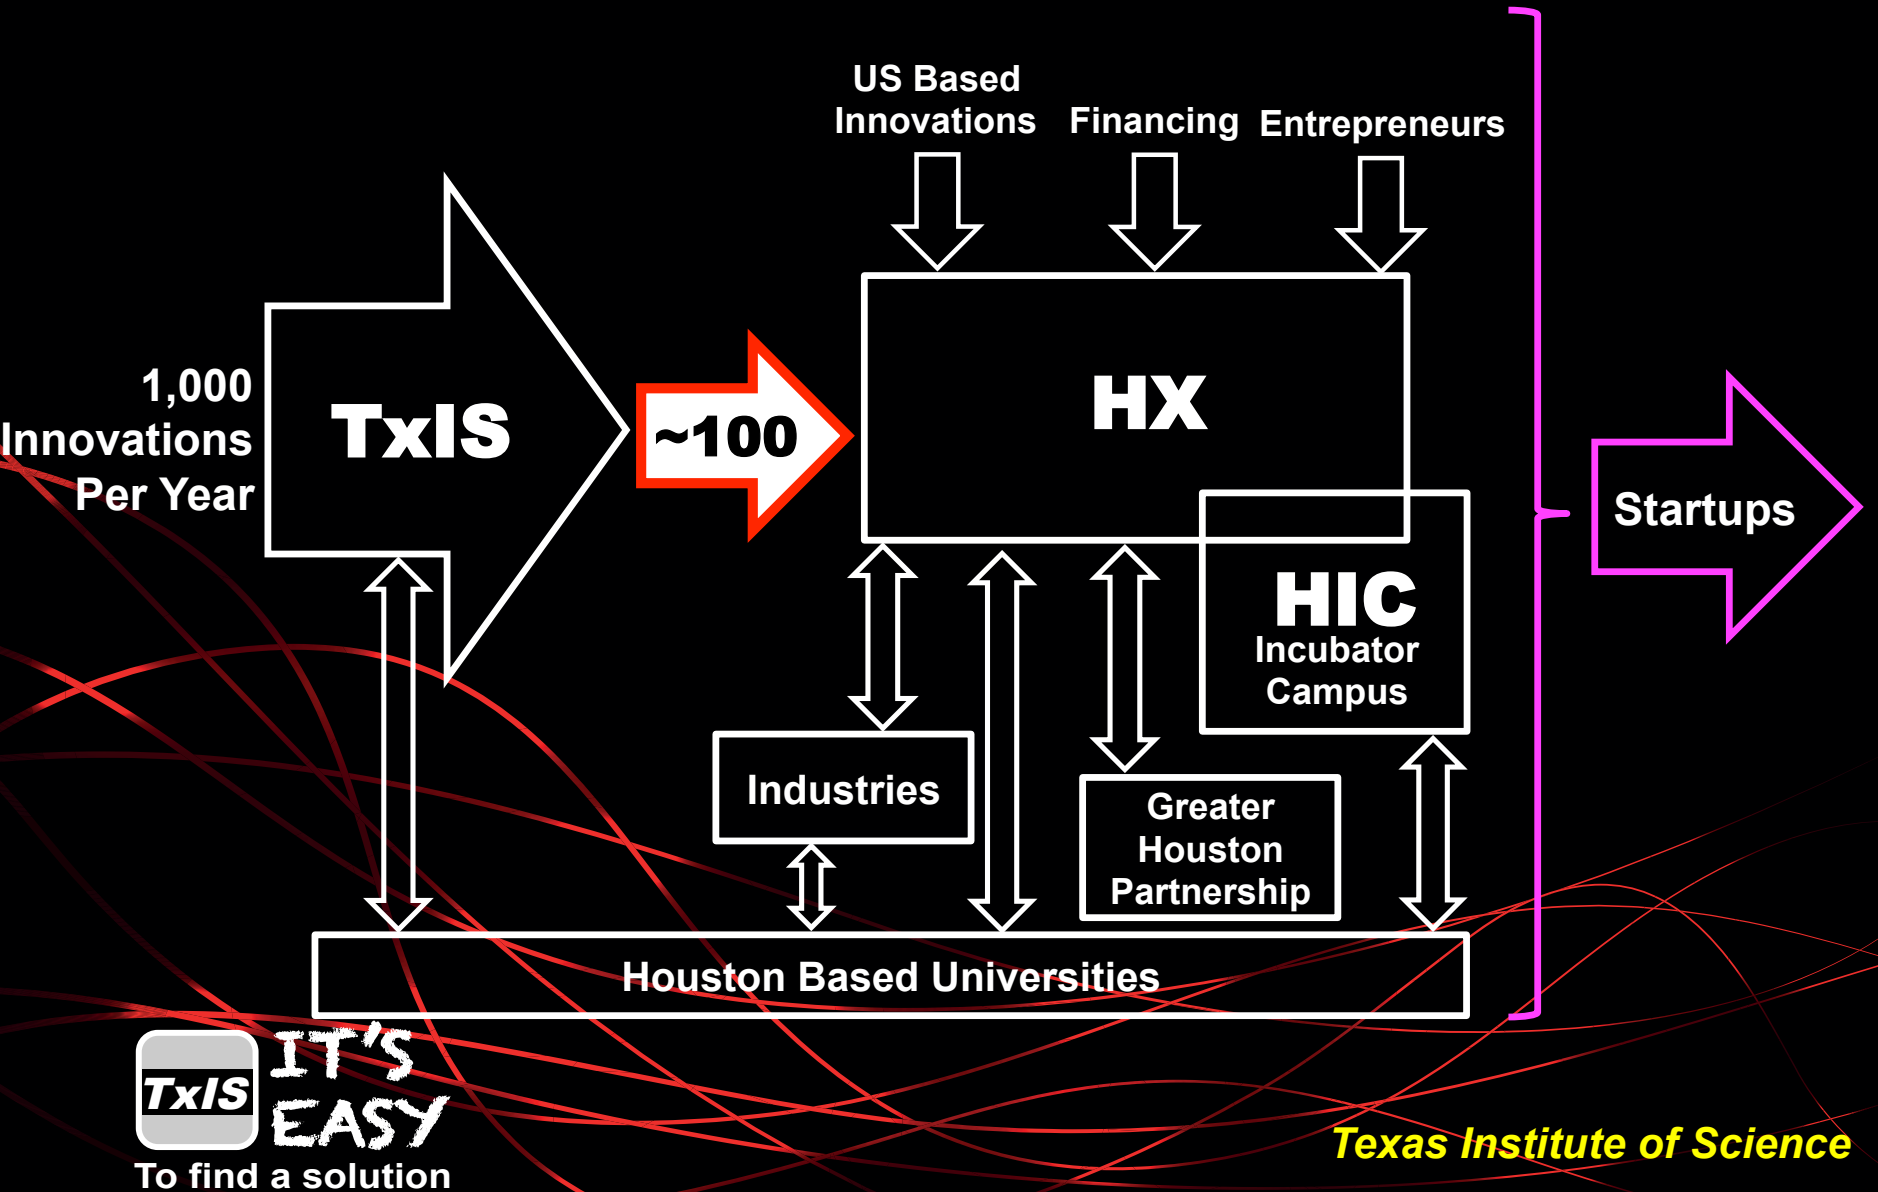 US Based
Innovations
Financing
Entrepreneurs
1,000
Innovations
Per Year
TxIS
~100
HX
Startups
HIC
Incubator
Campus
Industries
Greater
Houston
Partnership
Houston Based Universities
TxIS
IT'S
EASY
To find a solution
Texas Institute of Science